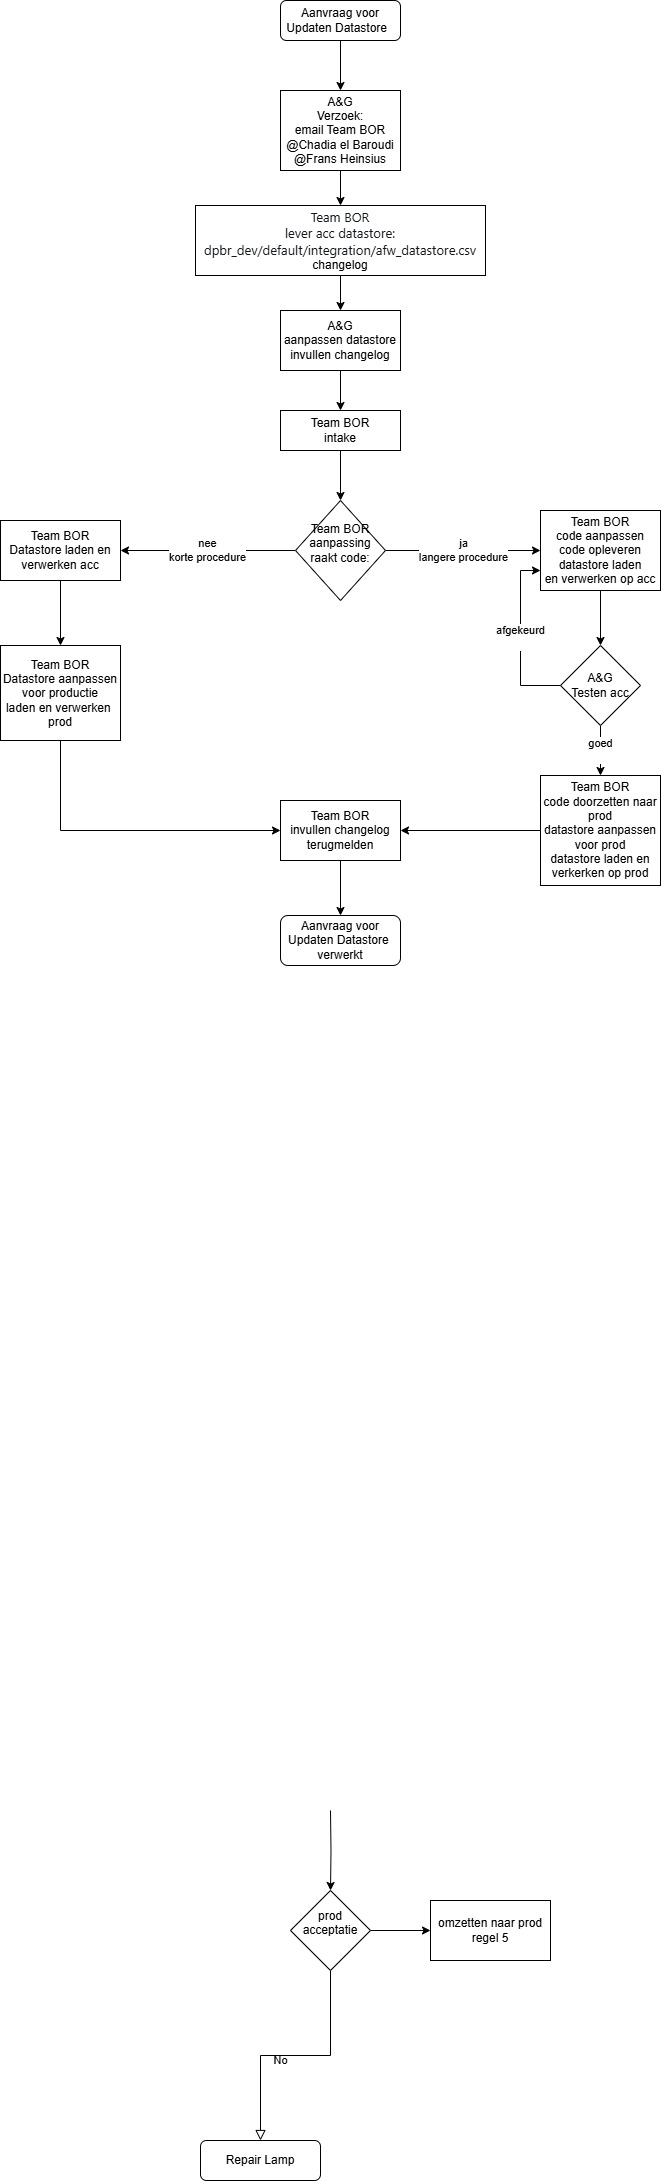 Aanvraag voor
Updaten Datastore
A&G
Verzoek:
email Team BOR
@Chadia el Baroudi
@Frans Heinsius
Team BOR
lever acc datastore:
dpbr_dev/default/integration/afw_datastore.csv
changelog
A&G
aanpassen datastore
invullen changelog
Team BOR
intake
Team BOR
aanpassing
raakt code:
nee
korte procedure
ja
langere procedure
Team BOR
Datastore laden en
verwerken acc
Team BOR
code aanpassen
code opleveren
datastore laden
en verwerken op acc
afgekeurd
Team BOR
Datastore aanpassen
voor productie
laden en verwerken
prod
A&G
Testen acc
goed
Team BOR
code doorzetten naar
prod
datastore aanpassen
voor prod
datastore laden en
verkerken op prod
Team BOR
invullen changelog
terugmelden
Aanvraag voor
Updaten Datastore
verwerkt
prod
acceptatie
omzetten naar prod
regel 5
No
Repair Lamp